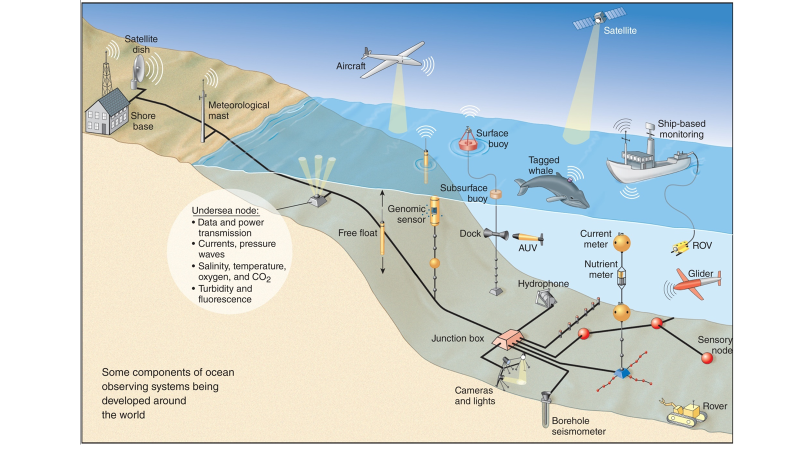 Satellite
dish
Satellite
Aircraft
Shore
base
Meteorological
mast
Ship-based
monitoring
Surface
buoy
Tagged
whale
Subsurface
buoy
Undersea node:
• Data and power
transmission
• Currents, pressure
waves
• Salinity, temperature,
oxygen, and CO2
• Turbidity and
fluorescence
Genomic
sensor
Free float
Dock
AUV
Current
meter
ROV
Nutrient
meter
Glider
Hydrophone
Junction box
Sensory
node
Some components of ocean
observing systems being
developed around
the world
Cameras
and lights
Borehole
seismometer
Rover